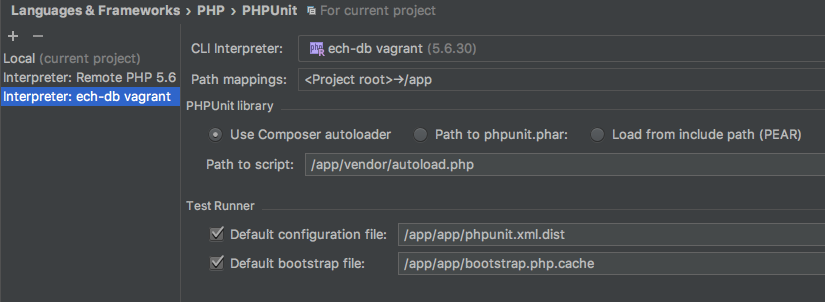 Languages & Frameworks › PHP › PHPUnit For current project
+ −
Local (current project)
Interpreter: Remote PHP 5.6
Interpreter: ech-db vagrant
CLI Interpreter: php R ech-db vagrant (5.6.30)
Path mappings: <Project root>→/app
PHPUnit library
Use Composer autoloader Path to phpunit.phar: Load from include path (PEAR)
Path to script: /app/vendor/autoload.php
Test Runner
Default configuration file: /app/app/phpunit.xml.dist
Default bootstrap file: /app/app/bootstrap.php.cache